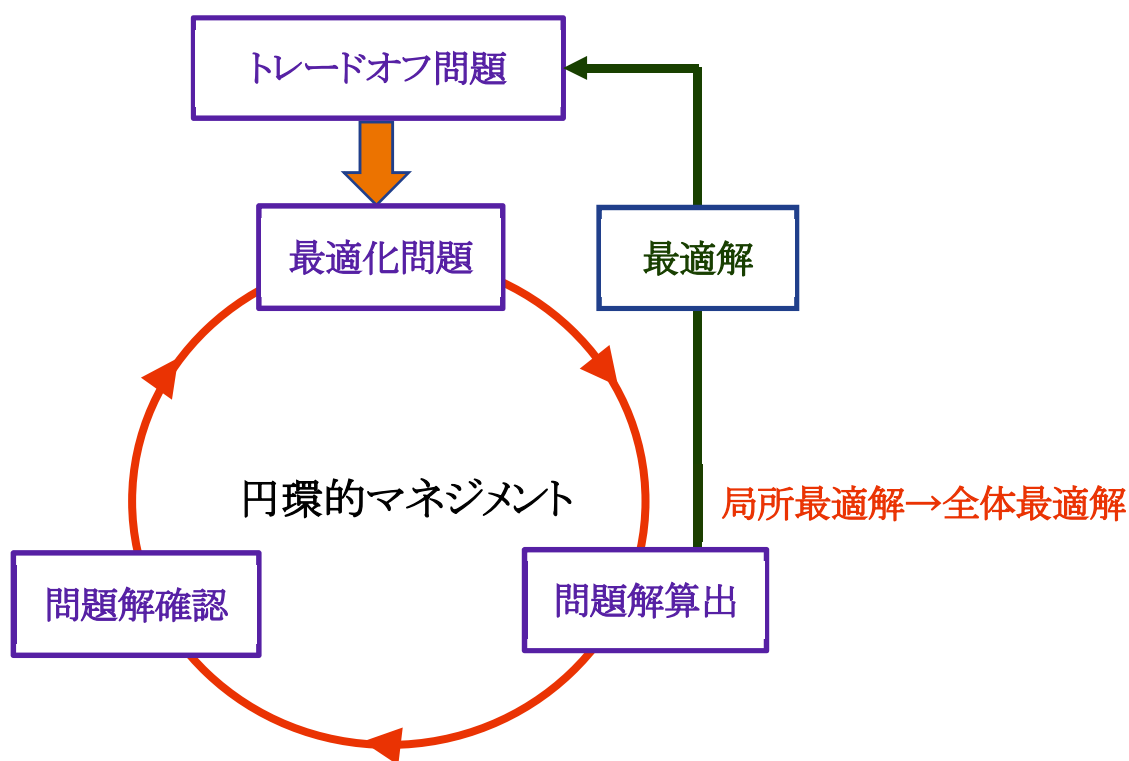 トレードオフ問題
最適化問題
最適解
円環的マネジメント
局所最適解→全体最適解
問題解確認
問題解算出